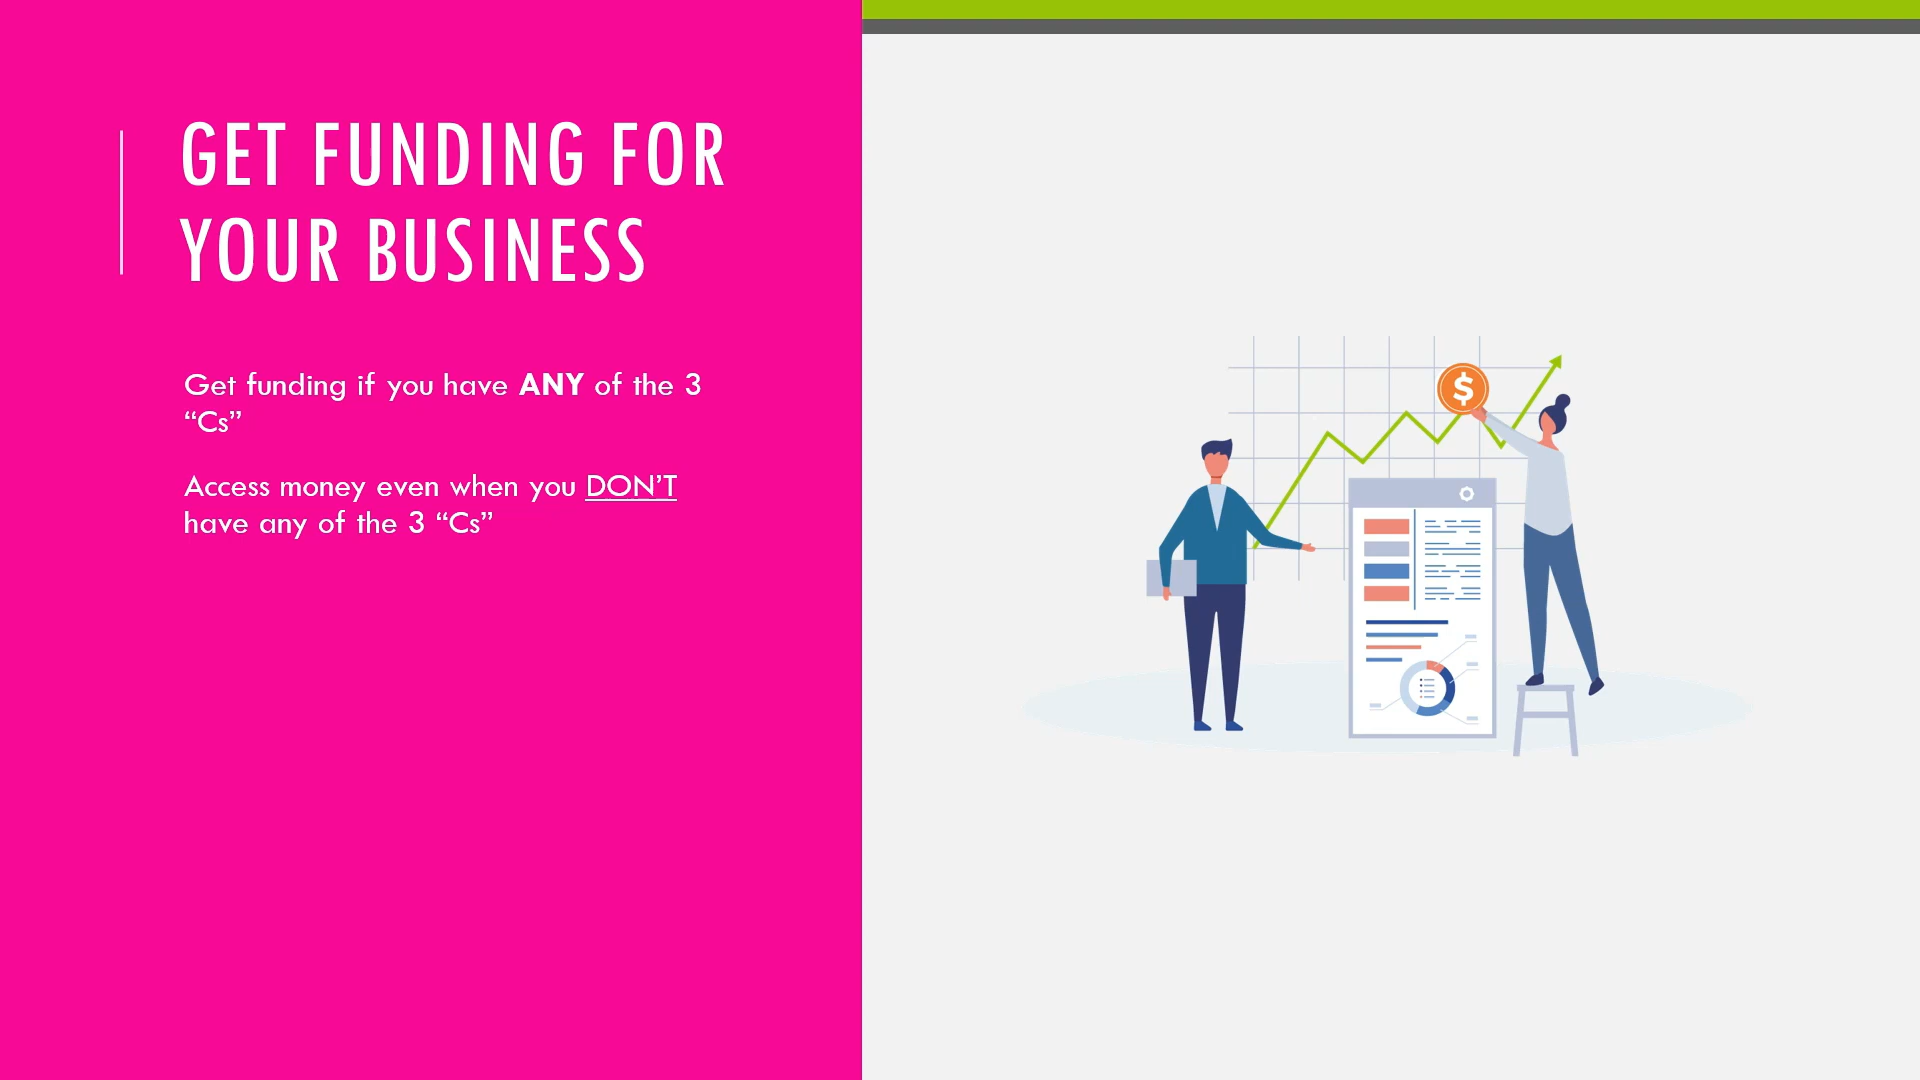 GET FUNDING FOR
YOUR BUSINESS
Get funding if you have ANY of the 3
“Cs”
Access money even when you DON’T
have any of the 3 “Cs”
$